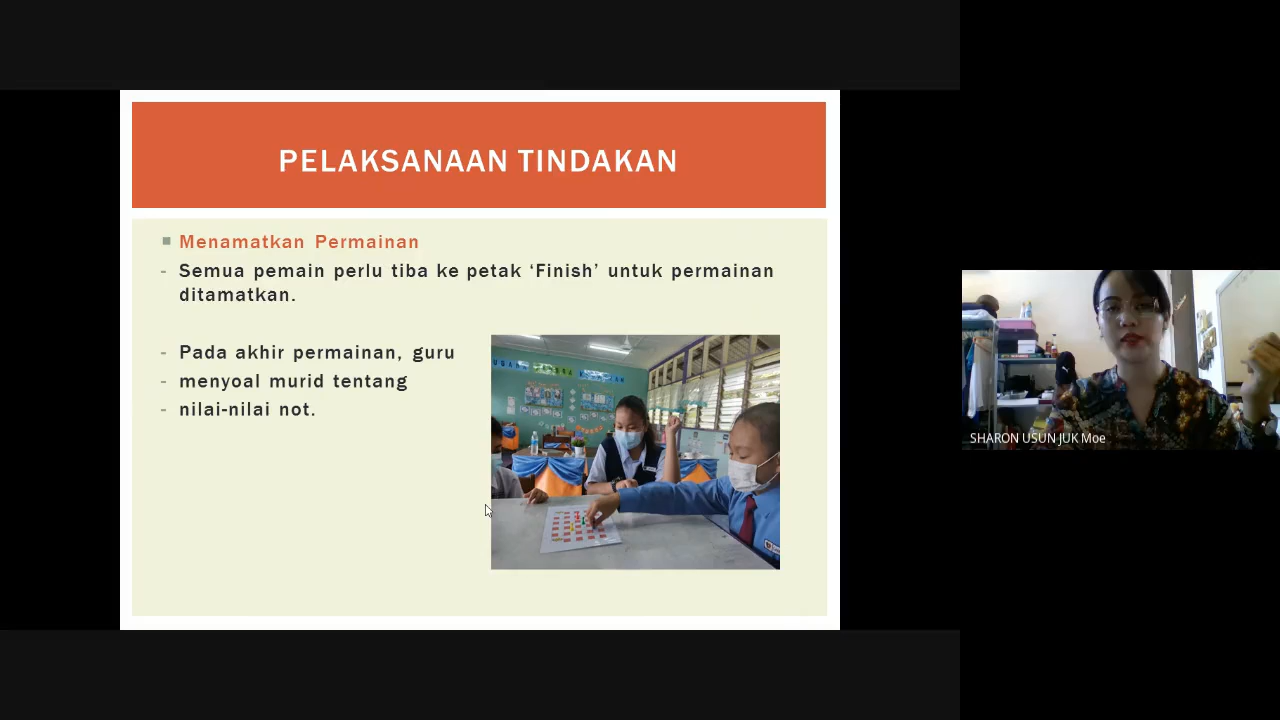 PELAKSANAAN TINDAKAN
Menamatkan Permainan
- Semua pemain perlu tiba ke petak ‘Finish’ untuk permainan
ditamatkan.
- Pada akhir permainan, guru
- menyoal murid tentang
- nilai-nilai not.
SHARON USUN JUK Moe